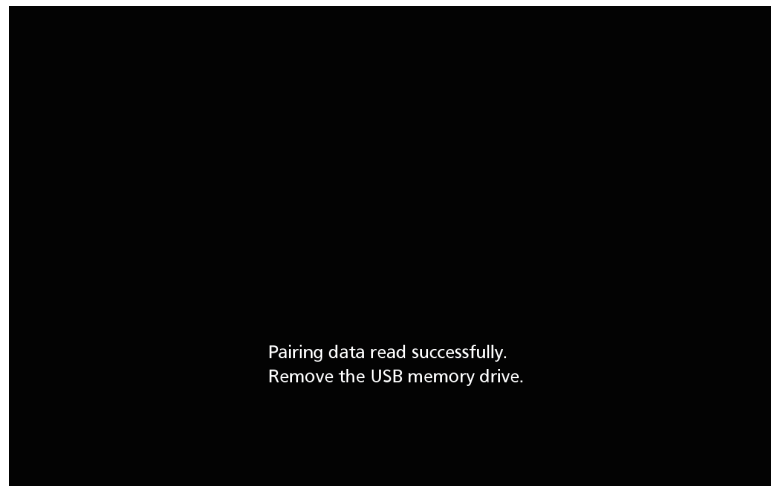 Pairing data read successfully.
Remove the USB memory drive.